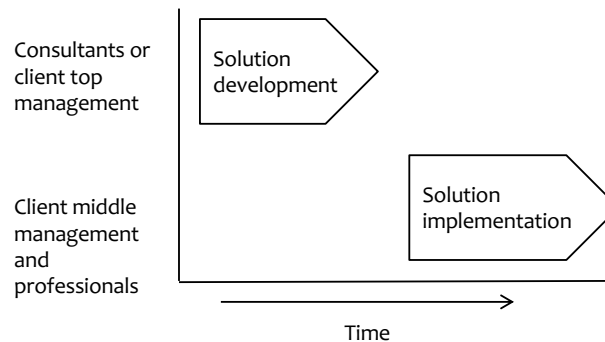 Consultants or
client top
management
Solution
development
Client middle
management
and
professionals
Solution
implementation
Time